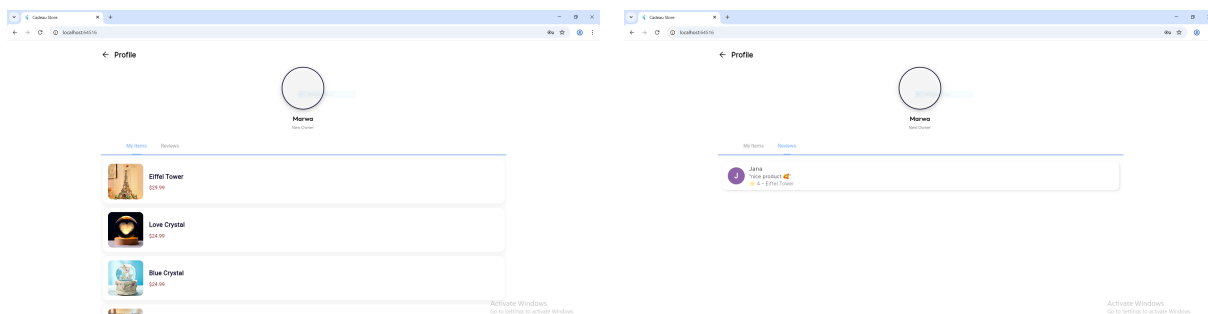 Cadeau Store
localhost:64516
Profile
Marwa
New Owner
My Items Reviews
Eiffel Tower
$29.99
Love Crystal
$24.99
Blue Crystal
$24.99
Activate Windows
Go to Settings to activate Windows.
Cadeau Store
localhost:64516
Profile
Marwa
New Owner
My Items Reviews
J
Jana
"nice product 🥰"
⭐ 4 – Eiffel Tower
Activate Windows
Go to Settings to activate Windows.